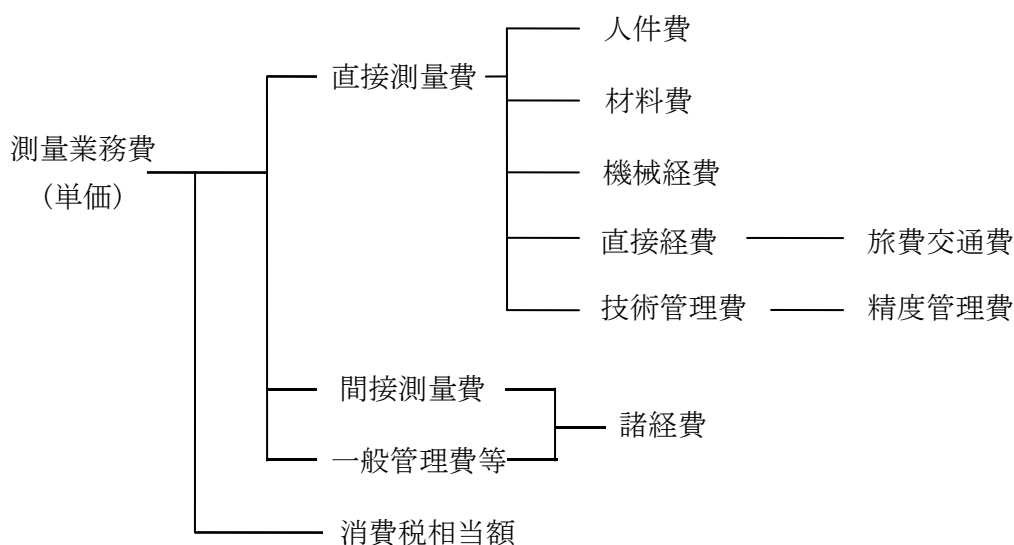 測量業務費
（単価）
直接測量費
人件費
材料費
機械経費
直接経費
旅費交通費
技術管理費
精度管理費
間接測量費
一般管理費等
諸経費
消費税相当額